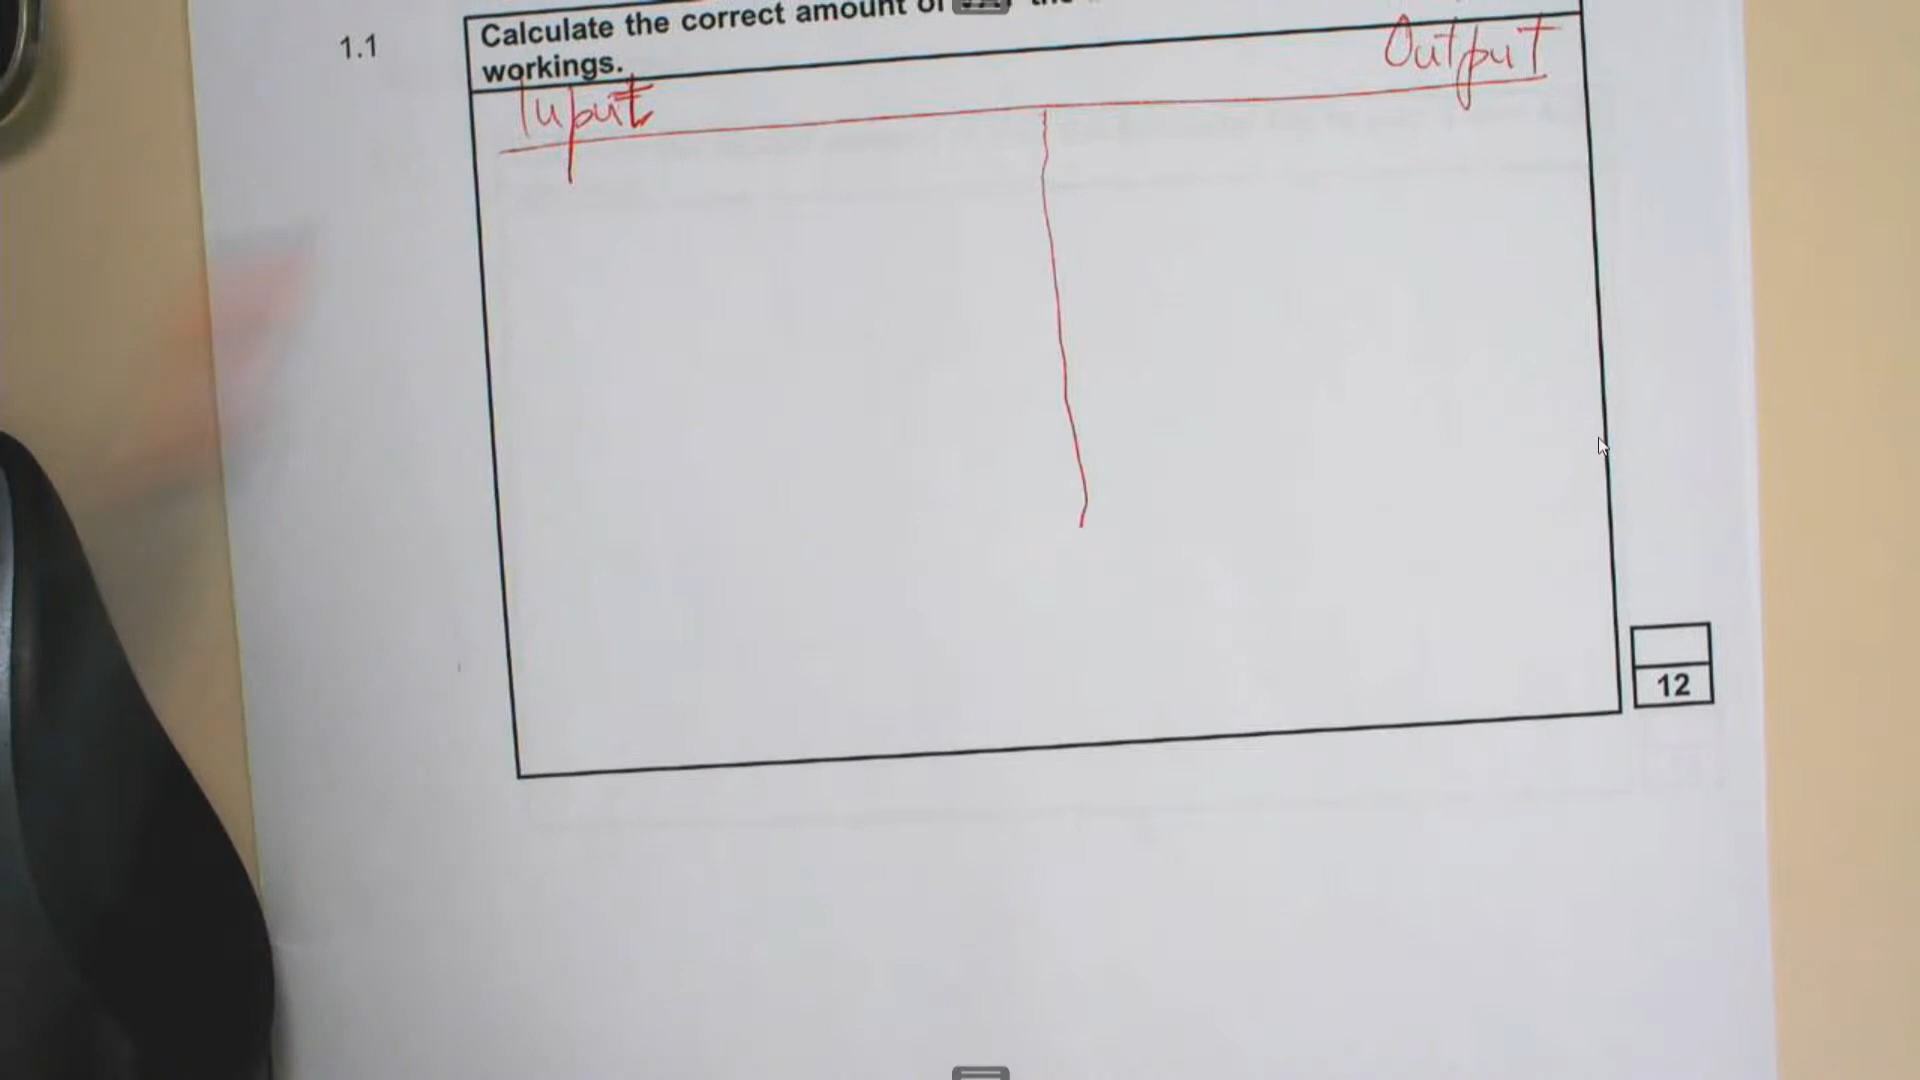 1.1
Calculate the correct amount of
workings.
Input
Output
12